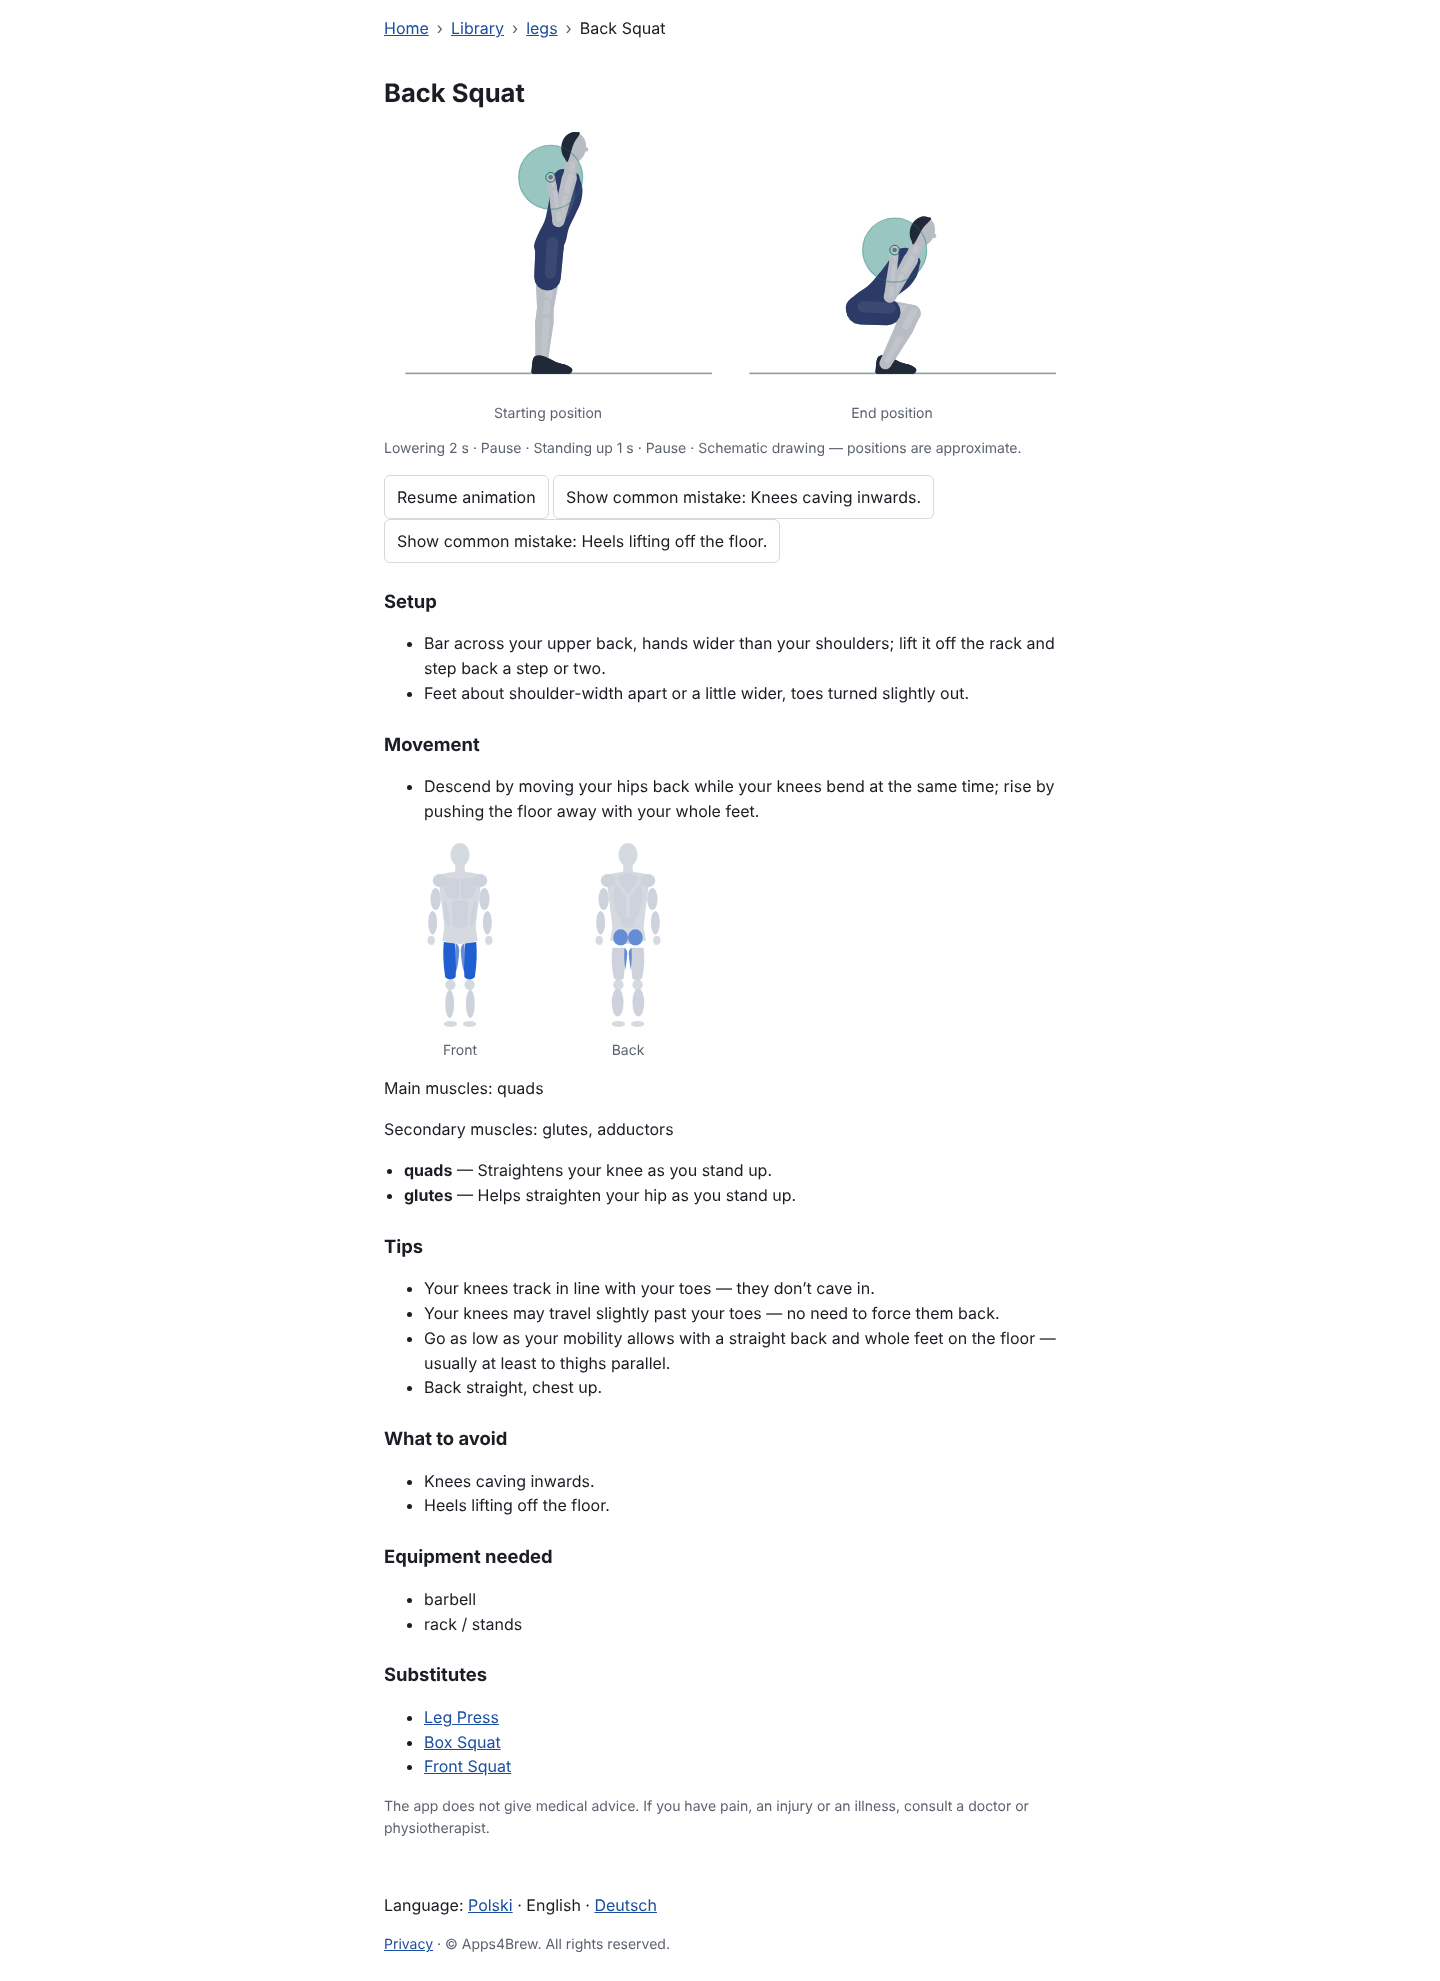 Home › Library › legs › Back Squat
Back Squat
Starting position
End position
Lowering 2 s · Pause · Standing up 1 s · Pause · Schematic drawing — positions are approximate.
Resume animation
Show common mistake: Knees caving inwards.
Show common mistake: Heels lifting off the floor.
Setup
• Bar across your upper back, hands wider than your shoulders; lift it off the rack and
step back a step or two.
• Feet about shoulder-width apart or a little wider, toes turned slightly out.
Movement
• Descend by moving your hips back while your knees bend at the same time; rise by
pushing the floor away with your whole feet.
Front
Back
Main muscles: quads
Secondary muscles: glutes, adductors
• quads — Straightens your knee as you stand up.
• glutes — Helps straighten your hip as you stand up.
Tips
• Your knees track in line with your toes — they don’t cave in.
• Your knees may travel slightly past your toes — no need to force them back.
• Go as low as your mobility allows with a straight back and whole feet on the floor —
usually at least to thighs parallel.
• Back straight, chest up.
What to avoid
• Knees caving inwards.
• Heels lifting off the floor.
Equipment needed
• barbell
• rack / stands
Substitutes
• Leg Press
• Box Squat
• Front Squat
The app does not give medical advice. If you have pain, an injury or an illness, consult a doctor or
physiotherapist.
Language: Polski · English · Deutsch
Privacy · © Apps4Brew. All rights reserved.